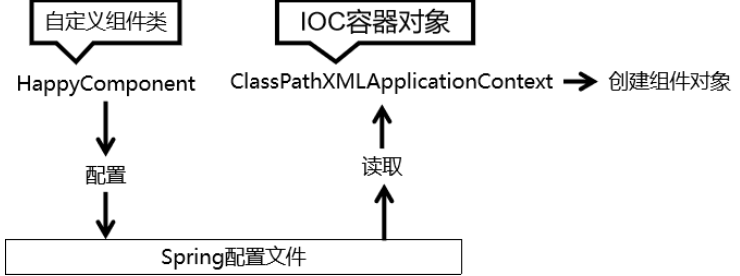 自定义组件类
IOC容器对象
HappyComponent
ClassPathXMLApplicationContext
创建组件对象
配置
读取
Spring配置文件